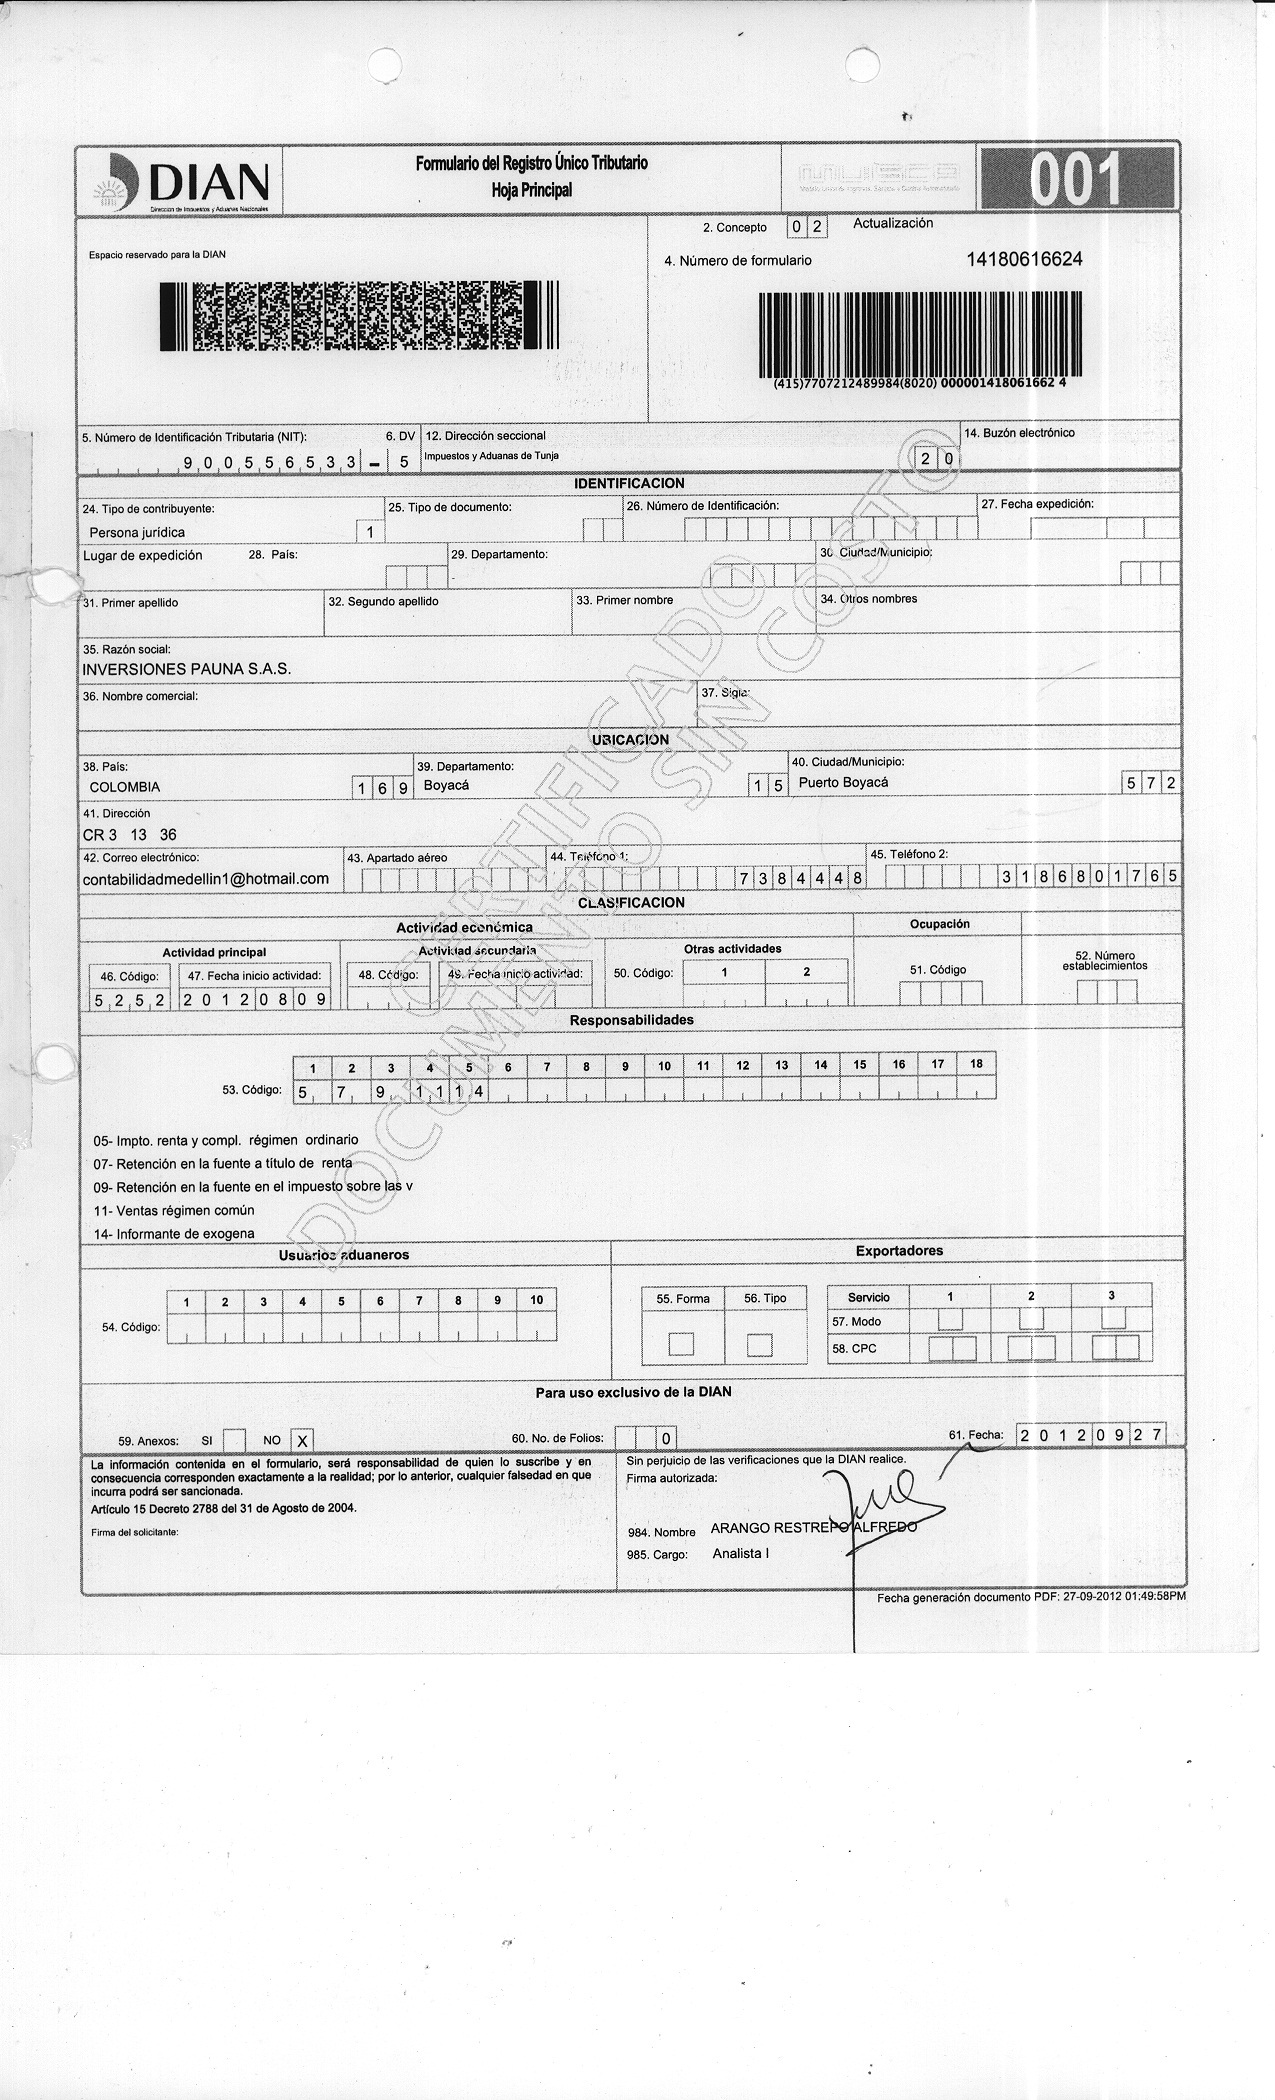 DIAN
Dirección de Impuestos y Aduanas Nacionales
Formulario del Registro Único Tributario
Hoja Principal
001
2. Concepto 0 2 Actualización
Espacio reservado para la DIAN
4. Número de formulario 14180616624
(415)7707212489984(8020) 000001418061662 4
5. Número de Identificación Tributaria (NIT): 6. DV 12. Dirección seccional 14. Buzón electrónico
9 0 0 5 5 6 5 3 3 - 5 Impuestos y Aduanas de Tunja 2 0
IDENTIFICACION
24. Tipo de contribuyente: 25. Tipo de documento: 26. Número de Identificación: 27. Fecha expedición:
Persona jurídica 1
Lugar de expedición 28. País: 29. Departamento: 30. Ciudad/Municipio:
31. Primer apellido 32. Segundo apellido 33. Primer nombre 34. Otros nombres
35. Razón social:
INVERSIONES PAUNA S.A.S.
36. Nombre comercial: 37. Sigla:
UBICACION
38. País: 39. Departamento: 40. Ciudad/Municipio:
COLOMBIA 1 6 9 Boyacá 1 5 Puerto Boyacá 5 7 2
41. Dirección
CR 3 13 36
42. Correo electrónico: 43. Apartado aéreo 44. Teléfono 1: 45. Teléfono 2:
contabilidadmedellin1@hotmail.com 7 3 8 4 4 4 8 3 1 8 6 8 0 1 7 6 5
CLASIFICACION
Actividad económica Ocupación
Actividad principal Actividad secundaria Otras actividades 52. Número establecimientos
46. Código: 47. Fecha inicio actividad: 48. Código: 49. Fecha inicio actividad: 50. Código: 1 2 51. Código
5 2 5 2 2 0 1 2 0 8 0 9
Responsabilidades
1 2 3 4 5 6 7 8 9 10 11 12 13 14 15 16 17 18
53. Código: 5 7 9 1 1 1 4
05- Impto. renta y compl. régimen ordinario
07- Retención en la fuente a título de renta
09- Retención en la fuente en el impuesto sobre las v
11- Ventas régimen común
14- Informante de exogena
Usuarios aduaneros Exportadores
1 2 3 4 5 6 7 8 9 10 55. Forma 56. Tipo Servicio 1 2 3
54. Código: 57. Modo
58. CPC
Para uso exclusivo de la DIAN
59. Anexos: SI NO X 60. No. de Folios: 0 61. Fecha: 2 0 1 2 0 9 2 7
La información contenida en el formulario, será responsabilidad de quien lo suscribe y en
consecuencia corresponden exactamente a la realidad; por lo anterior, cualquier falsedad en que
incurra podrá ser sancionada.
Artículo 15 Decreto 2788 del 31 de Agosto de 2004.
Firma del solicitante:
Sin perjuicio de las verificaciones que la DIAN realice.
Firma autorizada:
984. Nombre ARANGO RESTREPO ALFREDO
985. Cargo: Analista I
Fecha generación documento PDF: 27-09-2012 01:49:58PM
CERTIFICADO
DOCUMENTO SIN COSTO